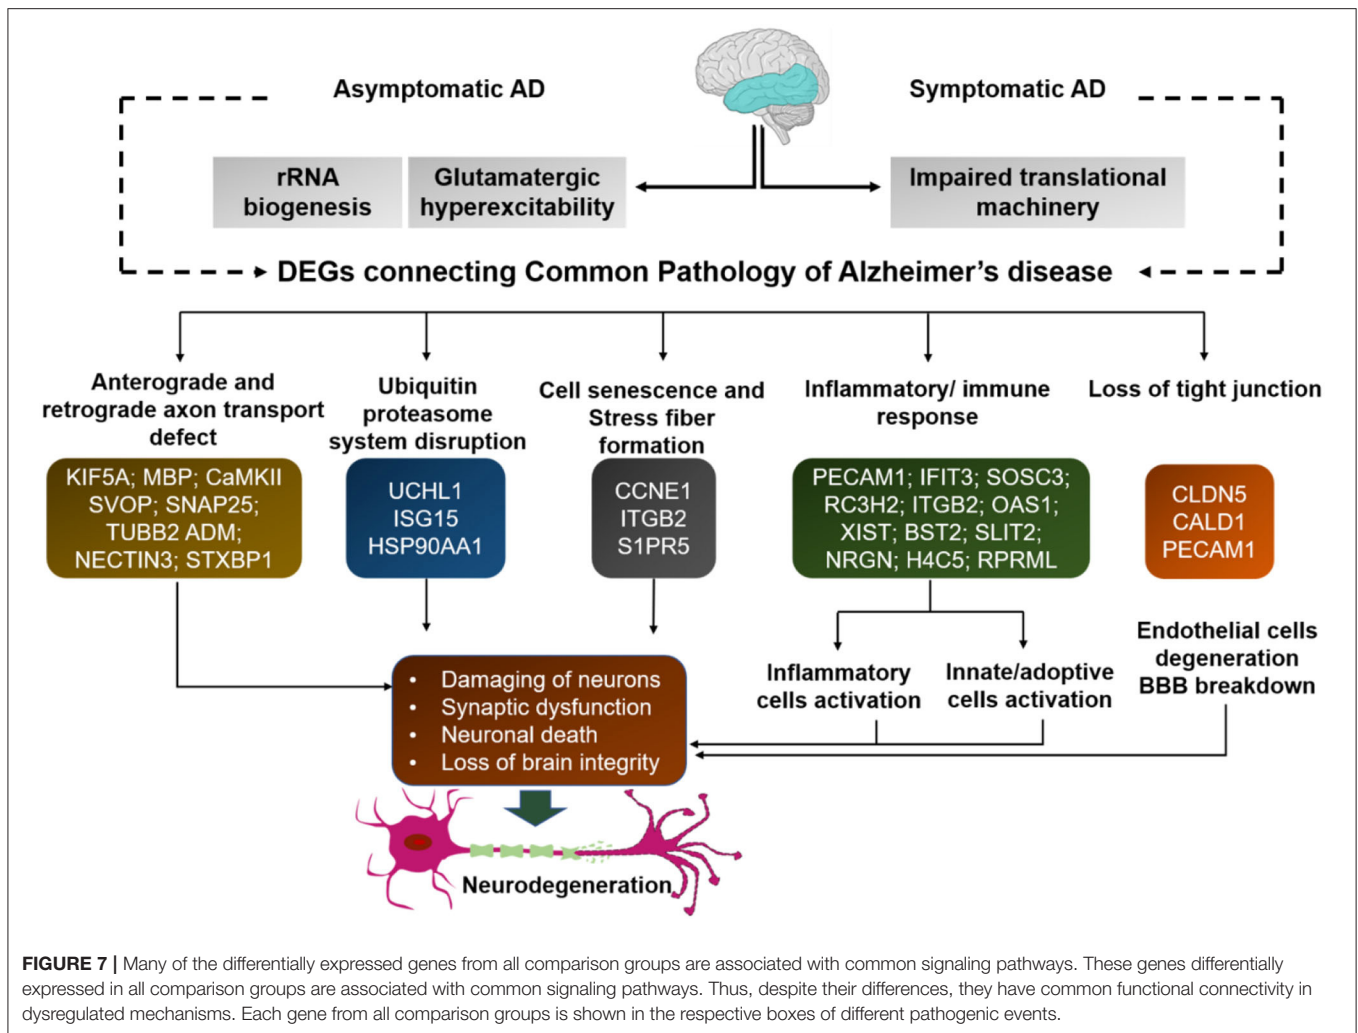 Asymptomatic AD
Symptomatic AD
rRNA
biogenesis
Glutamatergic
hyperexcitability
Impaired translational
machinery
DEGs connecting Common Pathology of Alzheimer's disease
Anterograde and
retrograde axon transport
defect
KIF5A; MBP; CaMKII
SVOP; SNAP25;
TUBB2 ADM;
NECTIN3; STXBP1
Ubiquitin
proteasome
system disruption
UCHL1
ISG15
HSP90AA1
Cell senescence and
Stress fiber
formation
CCNE1
ITGB2
S1PR5
Inflammatory/ immune
response
PECAM1; IFIT3; SOSC3;
RC3H2; ITGB2; OAS1;
XIST; BST2; SLIT2;
NRGN; H4C5; RPRML
Loss of tight junction
CLDN5
CALD1
PECAM1
Inflammatory
cells activation
Innate/adoptive
cells activation
Endothelial cells
degeneration
BBB breakdown
• Damaging of neurons
• Synaptic dysfunction
• Neuronal death
• Loss of brain integrity
Neurodegeneration
FIGURE 7 | Many of the differentially expressed genes from all comparison groups are associated with common signaling pathways. These genes differentially
expressed in all comparison groups are associated with common signaling pathways. Thus, despite their differences, they have common functional connectivity in
dysregulated mechanisms. Each gene from all comparison groups is shown in the respective boxes of different pathogenic events.